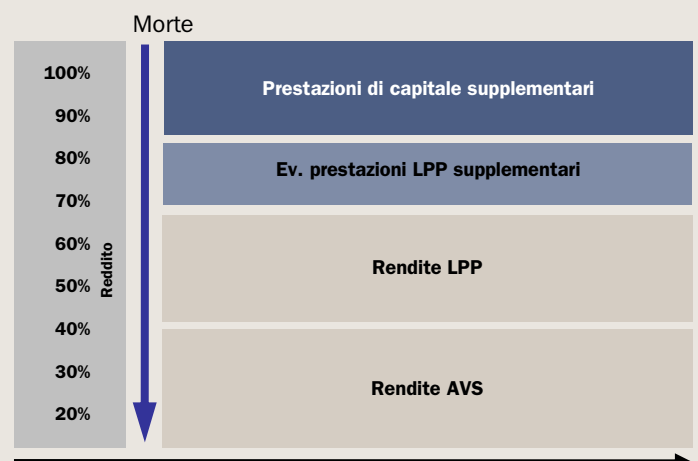 Morte
100%
90%
80%
70%
60%
50%
40%
30%
20%
Reddito
Prestazioni di capitale supplementari
Ev. prestazioni LPP supplementari
Rendite LPP
Rendite AVS